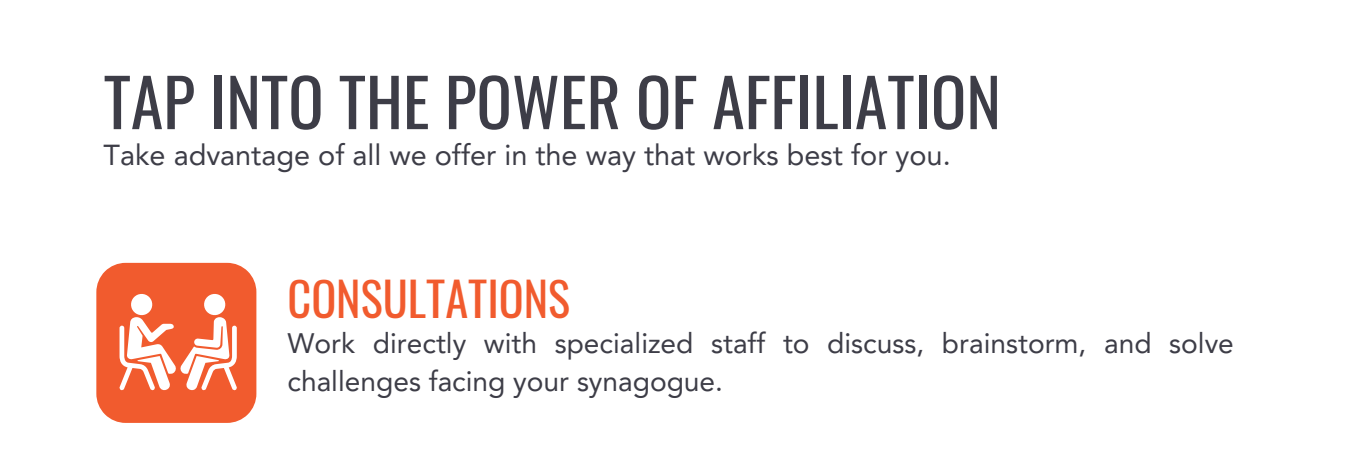 TAP INTO THE POWER OF AFFILIATION
Take advantage of all we offer in the way that works best for you.
CONSULTATIONS
Work directly with specialized staff to discuss, brainstorm, and solve
challenges facing your synagogue.